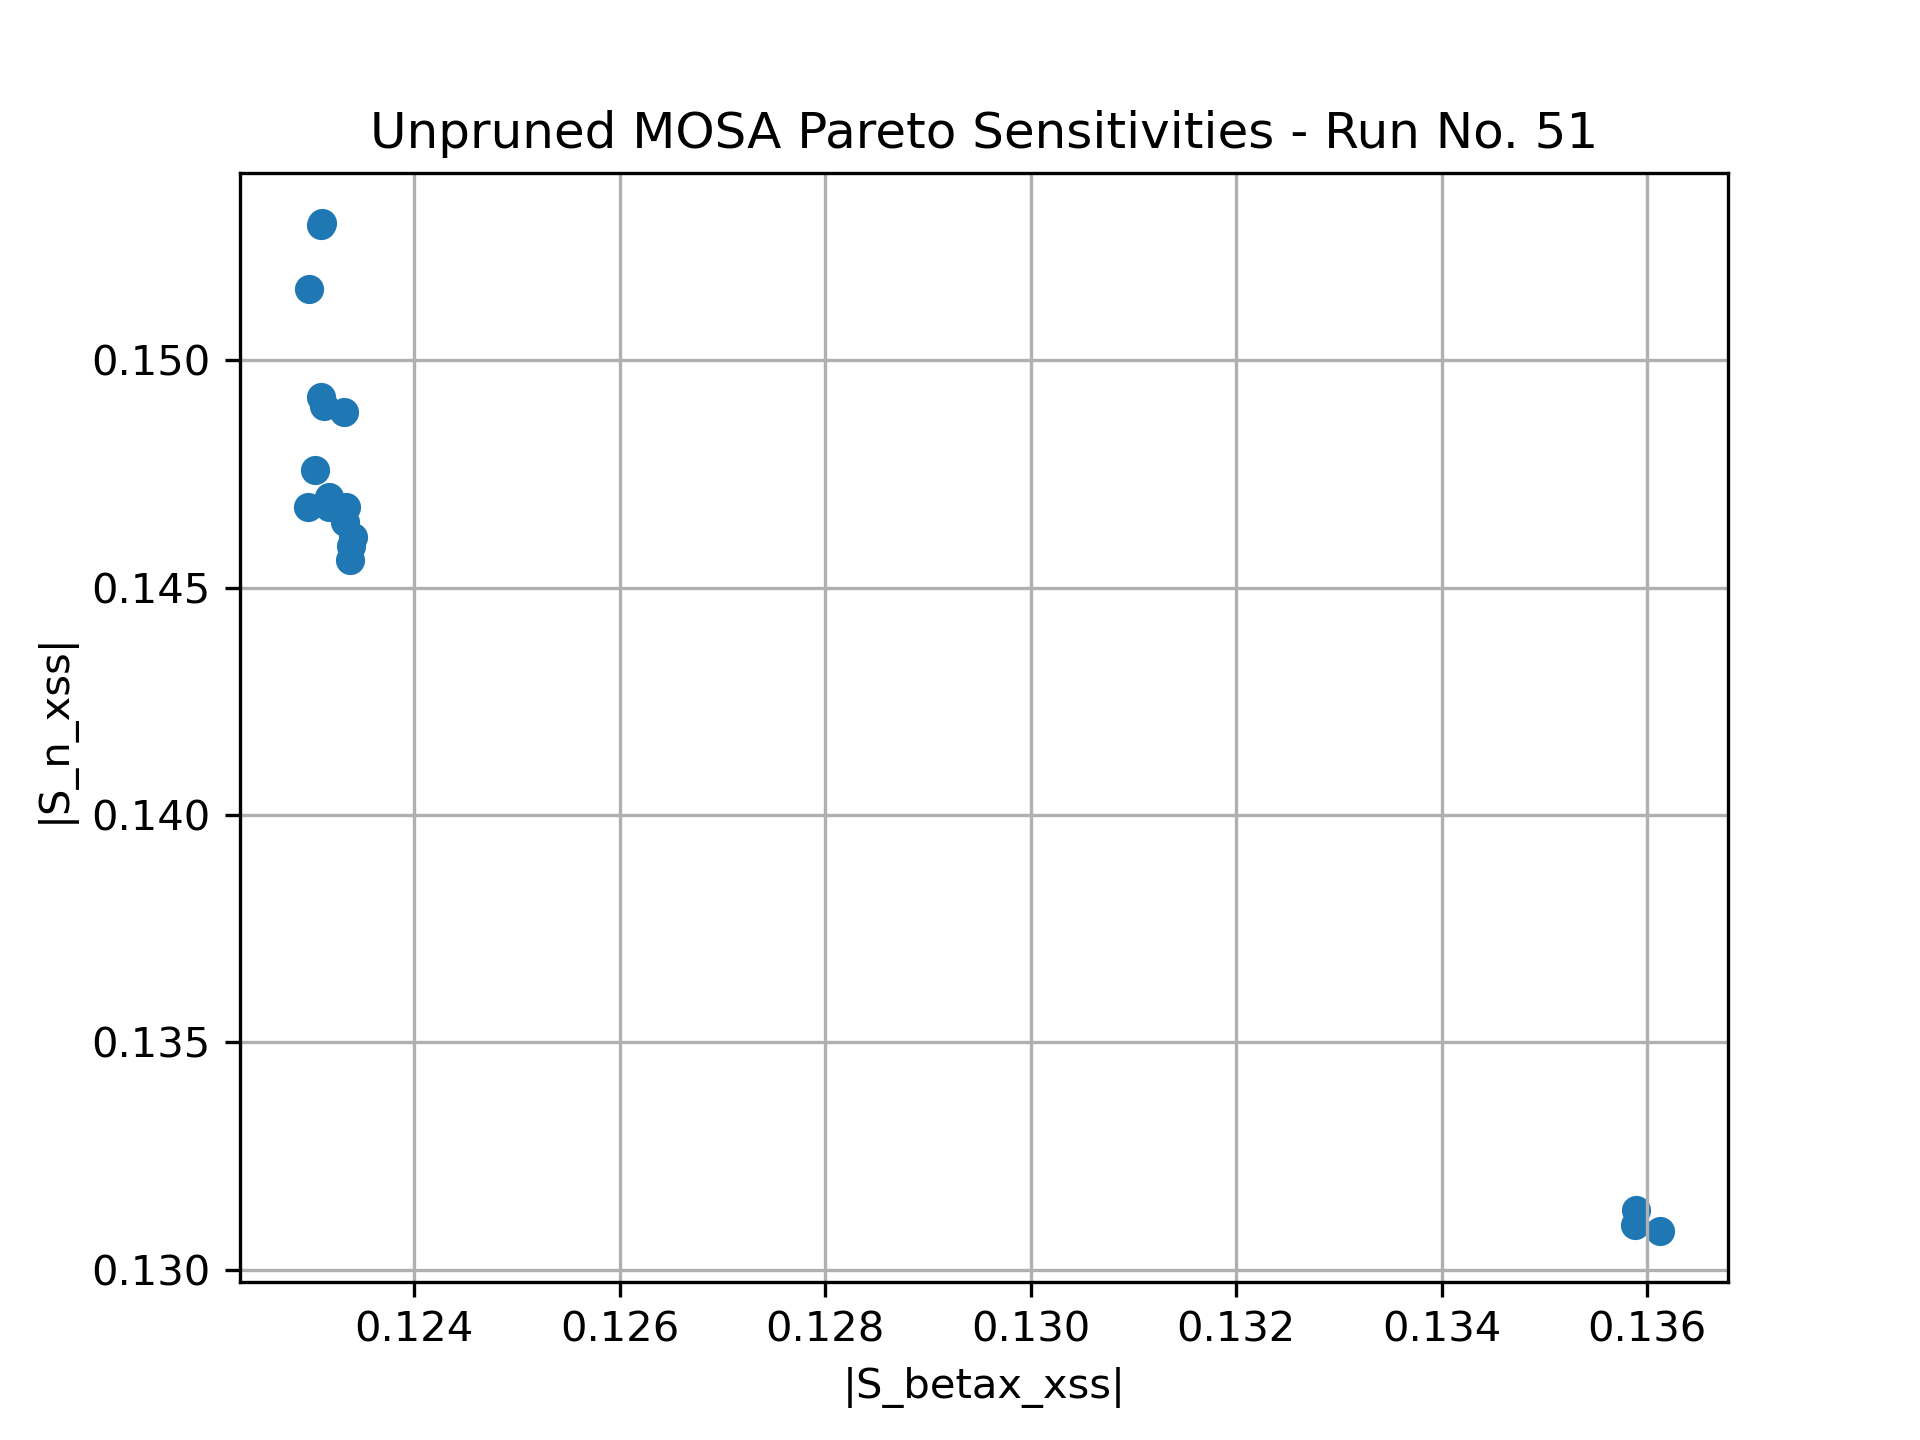 Unpruned MOSA Pareto Sensitivities - Run No. 51
|S_n_xss|
0.150
0.145
0.140
0.135
0.130
0.124 0.126 0.128 0.130 0.132 0.134 0.136
|S_betax_xss|